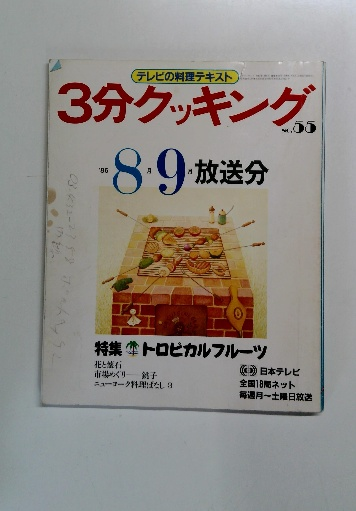 テレビの料理テキスト
3分クッキング
NO.55
'86 8月9月放送分
特集 トロピカルフルーツ
花と懐石
市場めぐり——銚子
ニューヨーク料理ばなし 9
日本テレビ
全国18局ネット
毎週月~土曜日放送